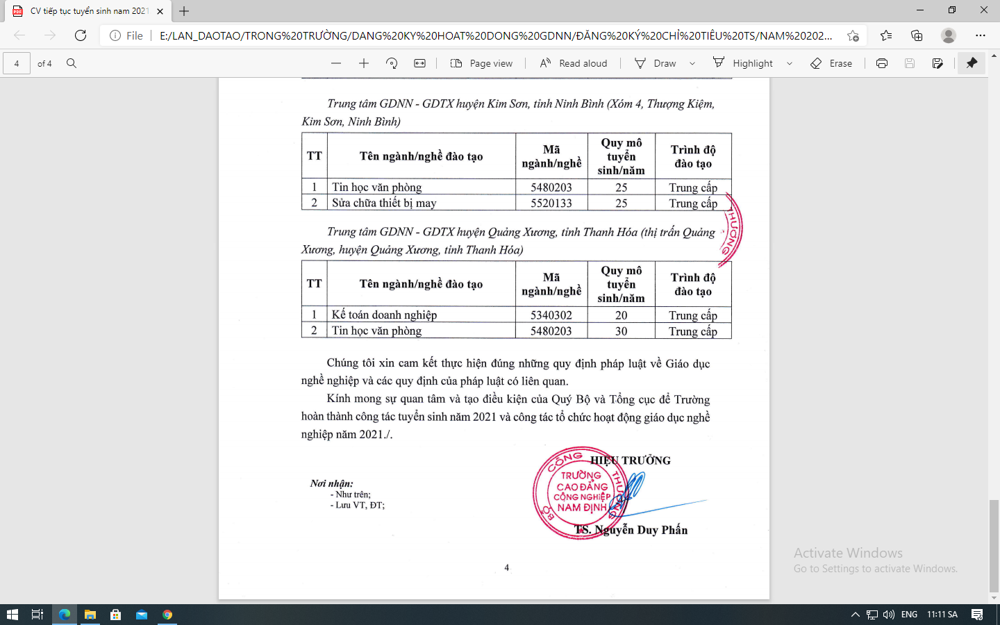 CV tiếp tục tuyển sinh nam 2021
File
E:/LAN_DAOTAO/TRONG%20TRƯỜNG/DANG%20KY%20HOAT%20DONG%20GDNN/ĐĂNG%20KÝ%20CHỈ%20TIÊU%20TS/NAM%20202...
4 of 4
Page view
Read aloud
Draw
Highlight
Erase
Trung tâm GDNN - GDTX huyện Kim Sơn, tỉnh Ninh Bình (Xóm 4, Thượng Kiệm,
Kim Sơn, Ninh Bình)
TT Tên ngành/nghề đào tạo Mã ngành/nghề Quy mô tuyển sinh/năm Trình độ đào tạo
1 Tin học văn phòng 5480203 25 Trung cấp
2 Sửa chữa thiết bị may 5520133 25 Trung cấp
THƯƠNG
Trung tâm GDNN - GDTX huyện Quảng Xương, tỉnh Thanh Hóa (thị trấn Quảng
Xương, huyện Quảng Xương, tỉnh Thanh Hóa)
TT Tên ngành/nghề đào tạo Mã ngành/nghề Quy mô tuyển sinh/năm Trình độ đào tạo
1 Kế toán doanh nghiệp 5340302 20 Trung cấp
2 Tin học văn phòng 5480203 30 Trung cấp
Chúng tôi xin cam kết thực hiện đúng những quy định pháp luật về Giáo dục
nghề nghiệp và các quy định của pháp luật có liên quan.
Kính mong sự quan tâm và tạo điều kiện của Quý Bộ và Tổng cục để Trường
hoàn thành công tác tuyển sinh năm 2021 và công tác tổ chức hoạt động giáo dục nghề
nghiệp năm 2021./.
HIỆU TRƯỞNG
BỘ CÔNG THƯƠNG
TRƯỜNG
CAO ĐẲNG
CÔNG NGHIỆP
NAM ĐỊNH
Nơi nhận:
- Như trên;
- Lưu VT, ĐT;
TS. Nguyễn Duy Phấn
4
Activate Windows
Go to Settings to activate Windows.
ENG
11:11 SA